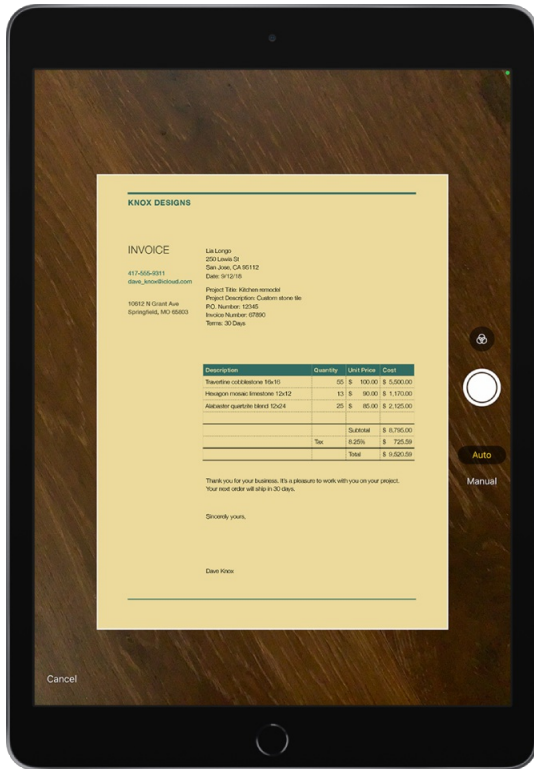 KNOX DESIGNS
INVOICE
417-555-9311
dave_knox@icloud.com
10612 N Grant Ave
Springfield, MO 65803
Lia Longo
250 Lewis St
San Jose, CA 95112
Date: 9/12/18
Project Title: Kitchen remodel
Project Description: Custom stone tile
P.O. Number: 12345
Invoice Number: 67890
Terms: 30 Days
Description Quantity Unit Price Cost
Travertine cobblestone 16x16 55 $ 100.00 $ 5,500.00
Hexagon mosaic limestone 12x12 13 $ 90.00 $ 1,170.00
Alabaster quartzite blend 12x24 25 $ 85.00 $ 2,125.00
Subtotal $ 8,795.00
Tax 8.25% $ 725.59
Total $ 9,520.59
Thank you for your business. It's a pleasure to work with you on your project.
Your next order will ship in 30 days.
Sincerely yours,
Dave Knox
Auto
Manual
Cancel